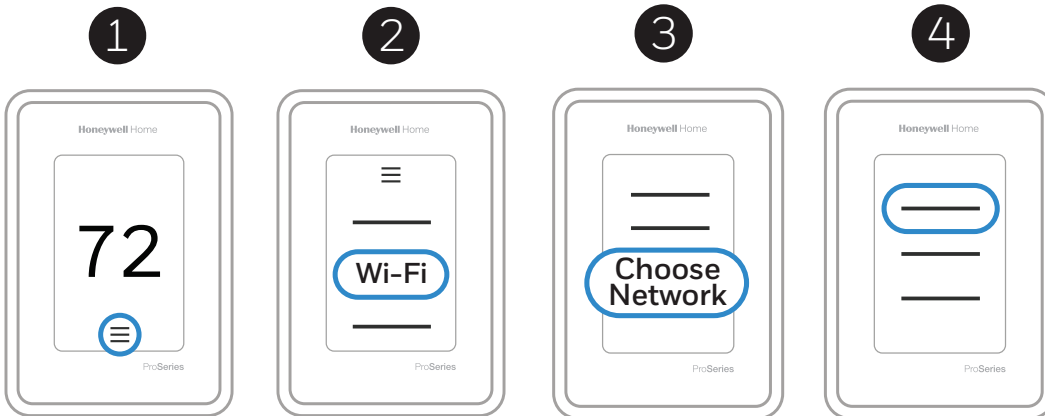 1
2
3
4
Honeywell Home
72
ProSeries
Honeywell Home
Wi-Fi
ProSeries
Honeywell Home
Choose
Network
ProSeries
Honeywell Home
ProSeries